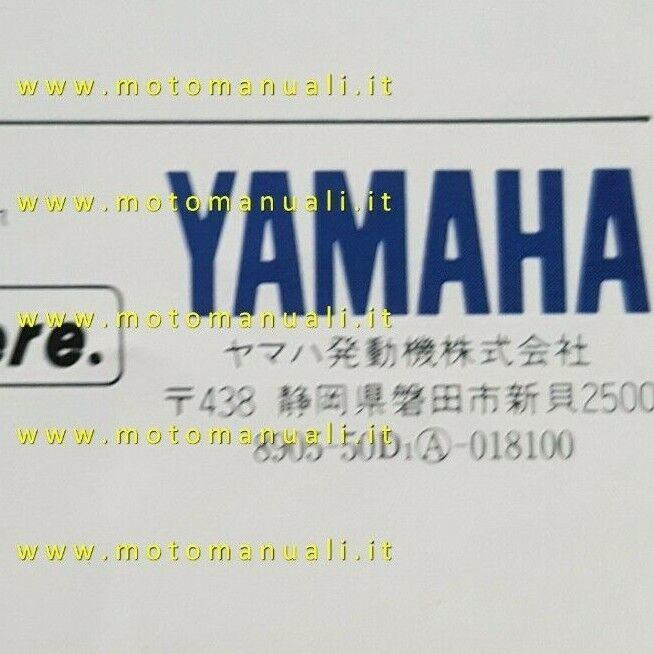 www.motomanuali.it
YAMAHA
www.motomanuali.it
ere.
www.motomanuali.it
ヤマハ発動機株式会社
〒438 静岡県磐田市新貝2500
www.motomanuali.it
8905-50D₁Ⓐ-018100
www.motomanuali.it